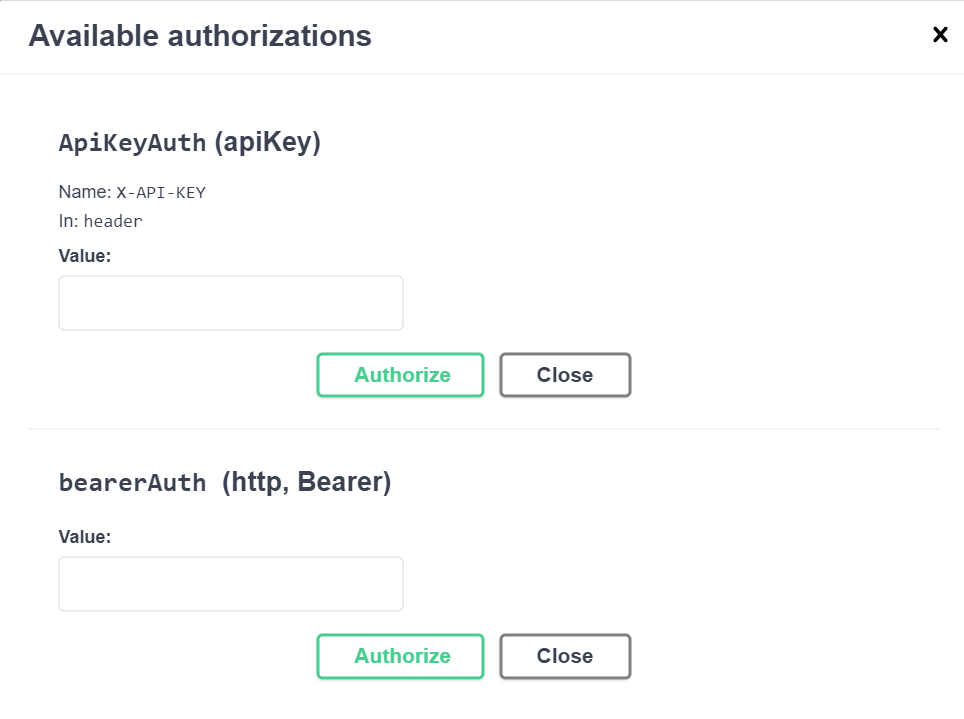 Available authorizations
ApiKeyAuth (apiKey)
Name: X-API-KEY
In: header
Value:
Authorize Close
bearerAuth (http, Bearer)
Value:
Authorize Close